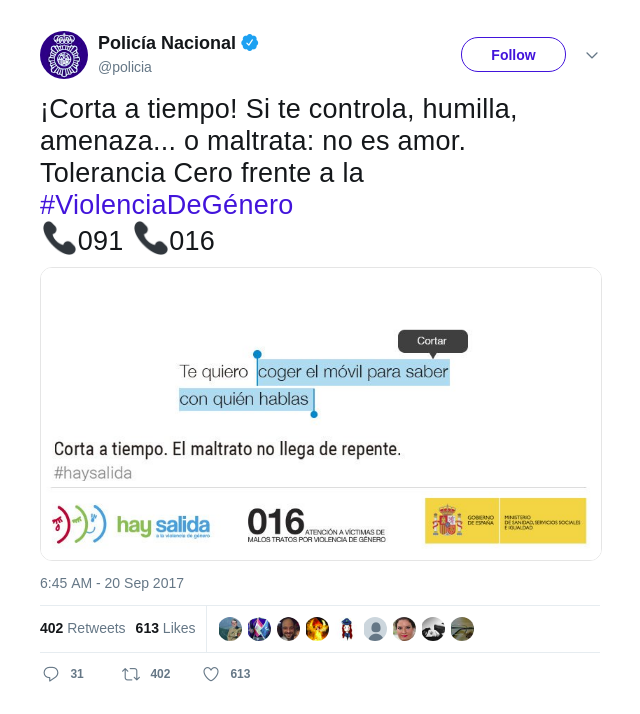 Policía Nacional
@policia
Follow
¡Corta a tiempo! Si te controla, humilla,
amenaza... o maltrata: no es amor.
Tolerancia Cero frente a la
#ViolenciaDeGénero
091 016
Cortar
Te quiero coger el móvil para saber
con quién hablas
Corta a tiempo. El maltrato no llega de repente.
#haysalida
hay salida
a la violencia de género
016 ATENCIÓN A VÍCTIMAS DE
MALOS TRATOS POR VIOLENCIA DE GÉNERO
GOBIERNO
DE ESPAÑA
MINISTERIO
DE SANIDAD, SERVICIOS SOCIALES
E IGUALDAD
6:45 AM - 20 Sep 2017
402 Retweets 613 Likes
31 402 613